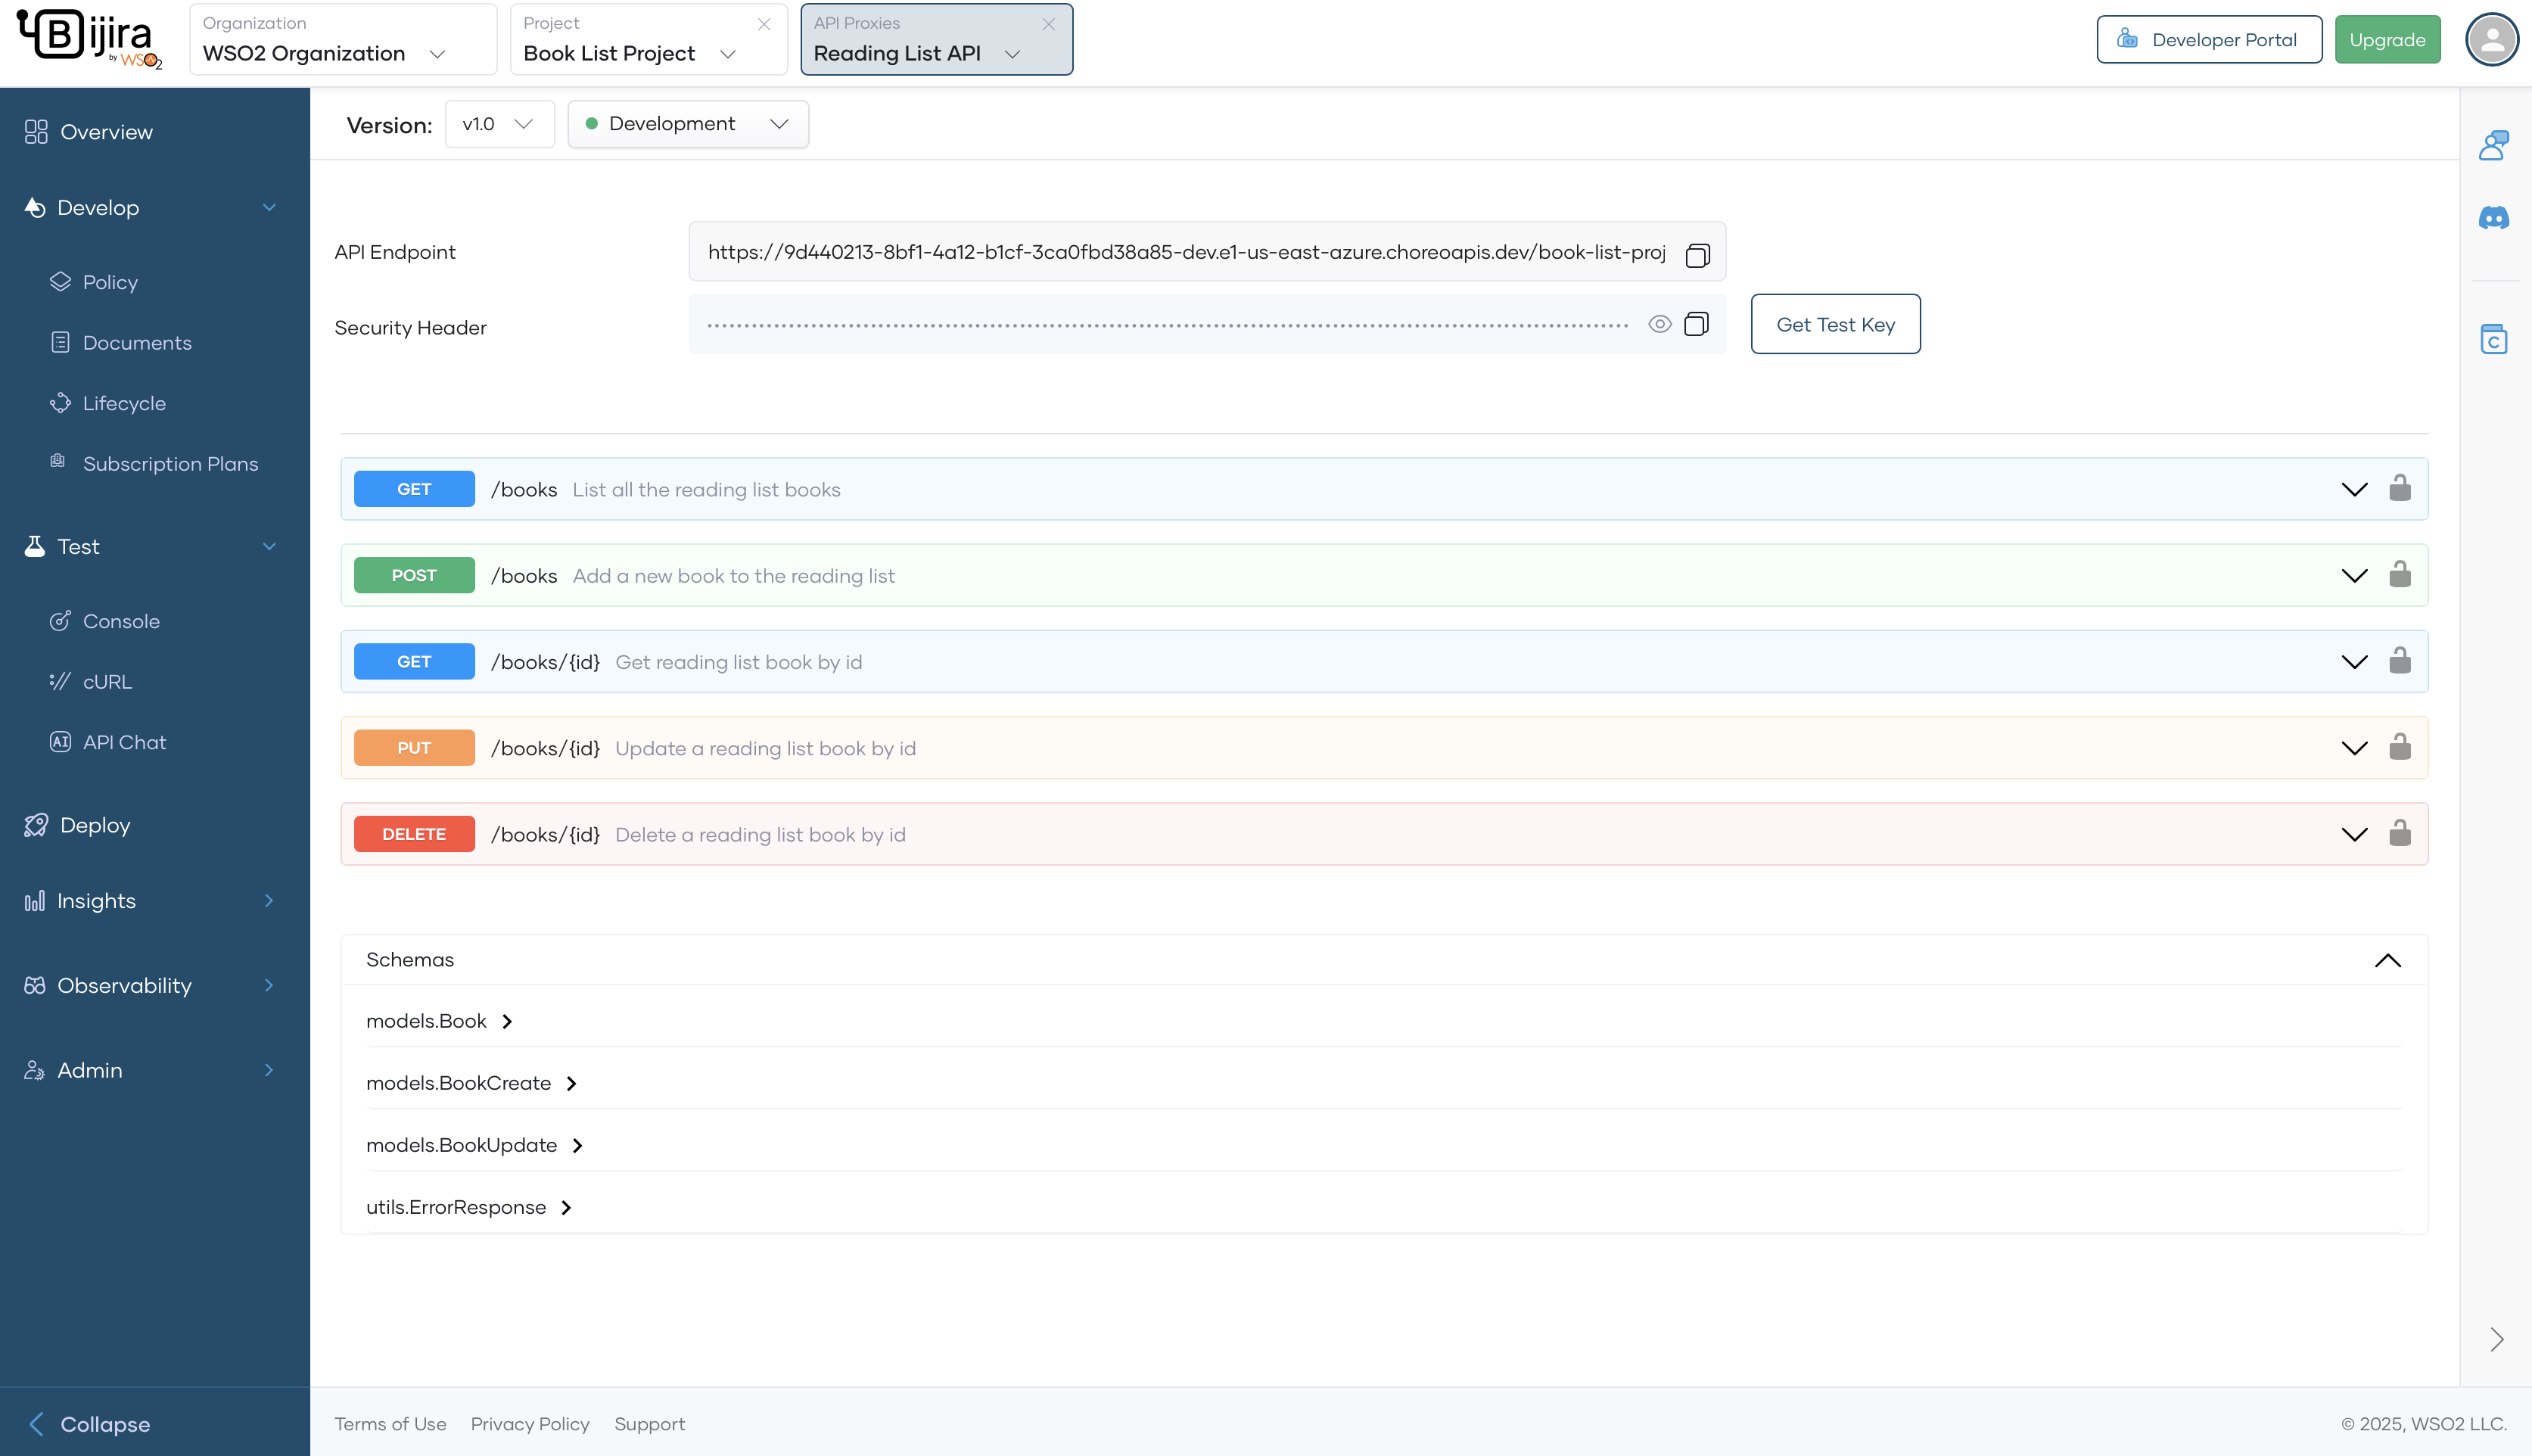 Bijira
by WSO2
Organization
WSO2 Organization
Project
Book List Project
API Proxies
Reading List API
Developer Portal
Upgrade
Overview
Develop
Policy
Documents
Lifecycle
Subscription Plans
Test
Console
cURL
API Chat
Deploy
Insights
Observability
Admin
Collapse
Version: v1.0 Development
API Endpoint https://9d440213-8bf1-4a12-b1cf-3ca0fbd38a85-dev.e1-us-east-azure.choreoapis.dev/book-list-proj
Security Header Get Test Key
GET /books List all the reading list books
POST /books Add a new book to the reading list
GET /books/{id} Get reading list book by id
PUT /books/{id} Update a reading list book by id
DELETE /books/{id} Delete a reading list book by id
Schemas
models.Book
models.BookCreate
models.BookUpdate
utils.ErrorResponse
Terms of Use Privacy Policy Support
© 2025, WSO2 LLC.